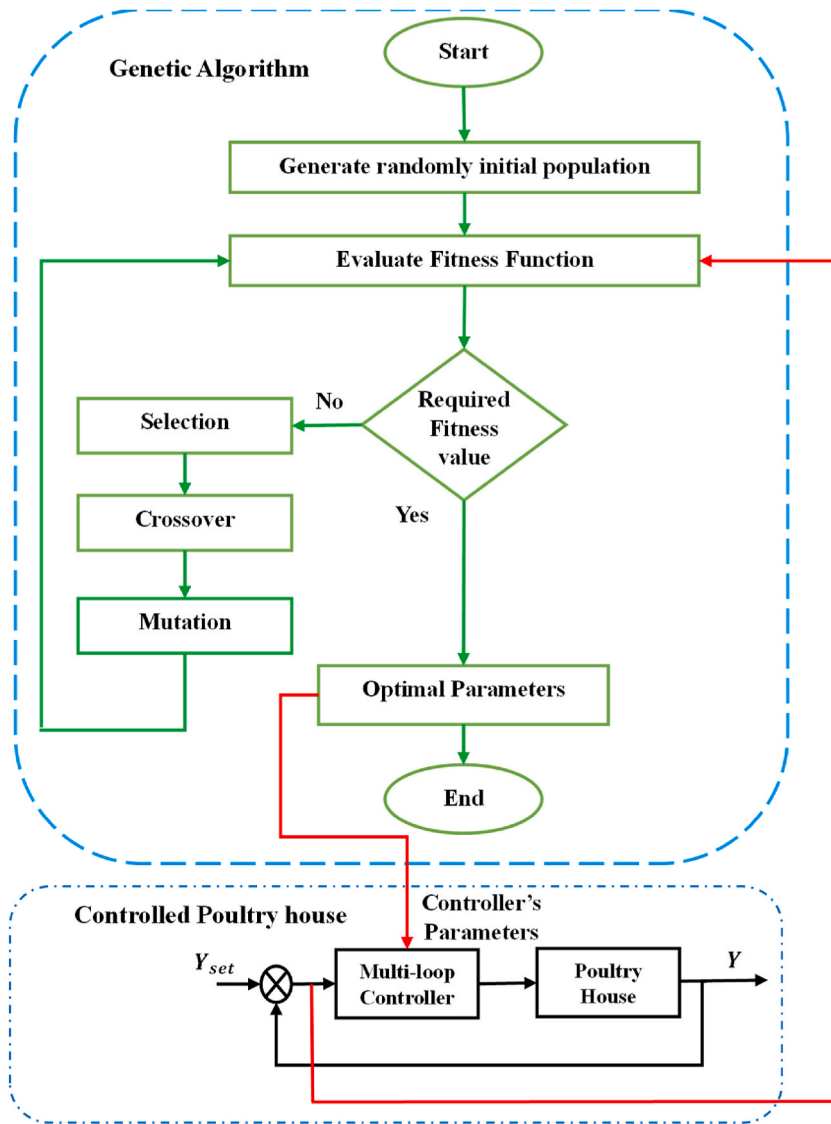 Start
Genetic Algorithm
Generate randomly initial population
Evaluate Fitness Function
No
Required
Fitness
value
Selection
Crossover
Yes
Mutation
Optimal Parameters
End
Controlled Poultry house
Controller's
Parameters
Y_set
Multi-loop
Controller
Poultry
House
Y